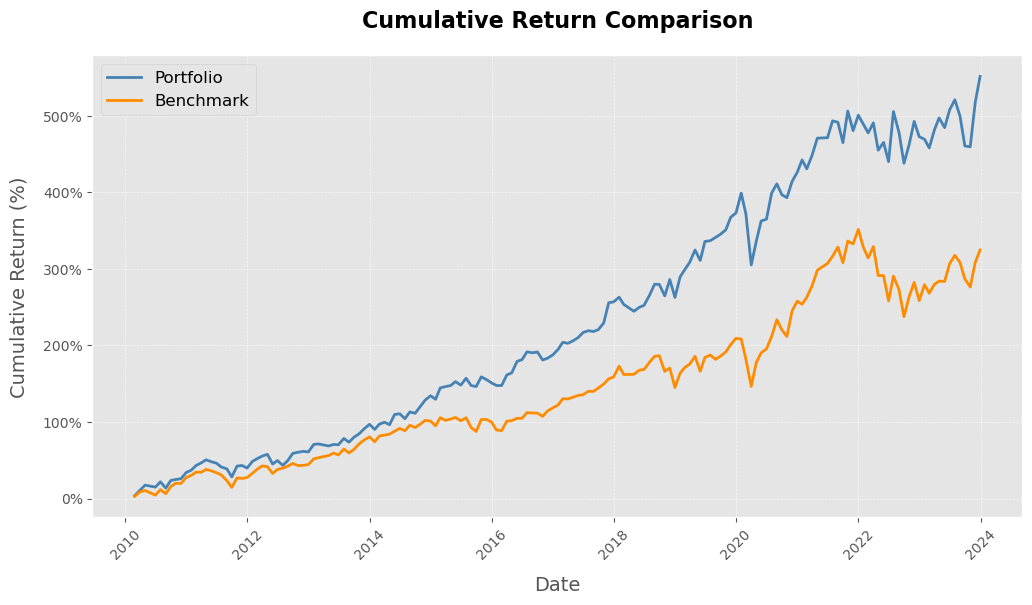 Cumulative Return Comparison
Portfolio
Benchmark
Cumulative Return (%)
500%
400%
300%
200%
100%
0%
2010
2012
2014
2016
2018
2020
2022
2024
Date